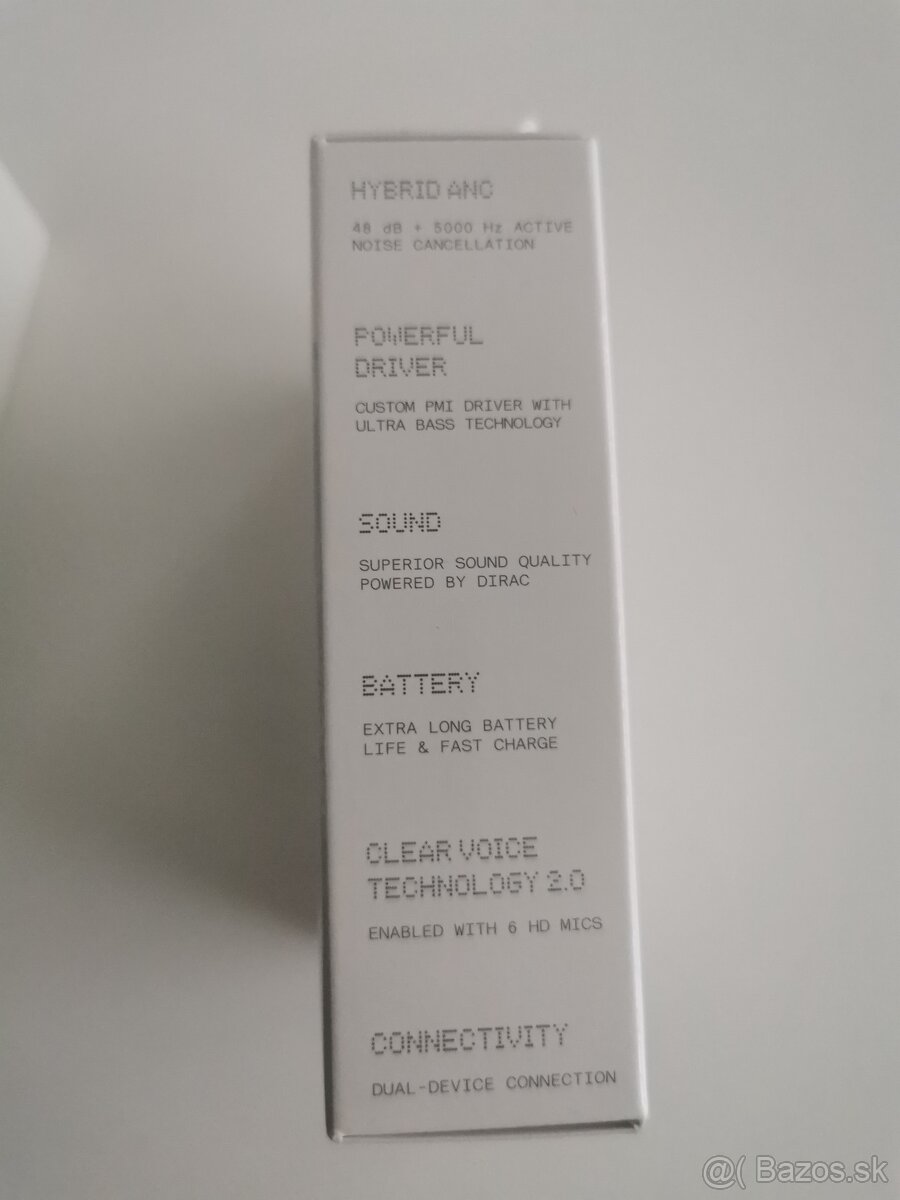 HYBRID ANC
48 dB + 5000 Hz ACTIVE
NOISE CANCELLATION
POWERFUL
DRIVER
CUSTOM PMI DRIVER WITH
ULTRA BASS TECHNOLOGY
SOUND
SUPERIOR SOUND QUALITY
POWERED BY DIRAC
BATTERY
EXTRA LONG BATTERY
LIFE & FAST CHARGE
CLEAR VOICE
TECHNOLOGY 2.0
ENABLED WITH 6 HD MICS
CONNECTIVITY
DUAL-DEVICE CONNECTION
@( Bazos.sk